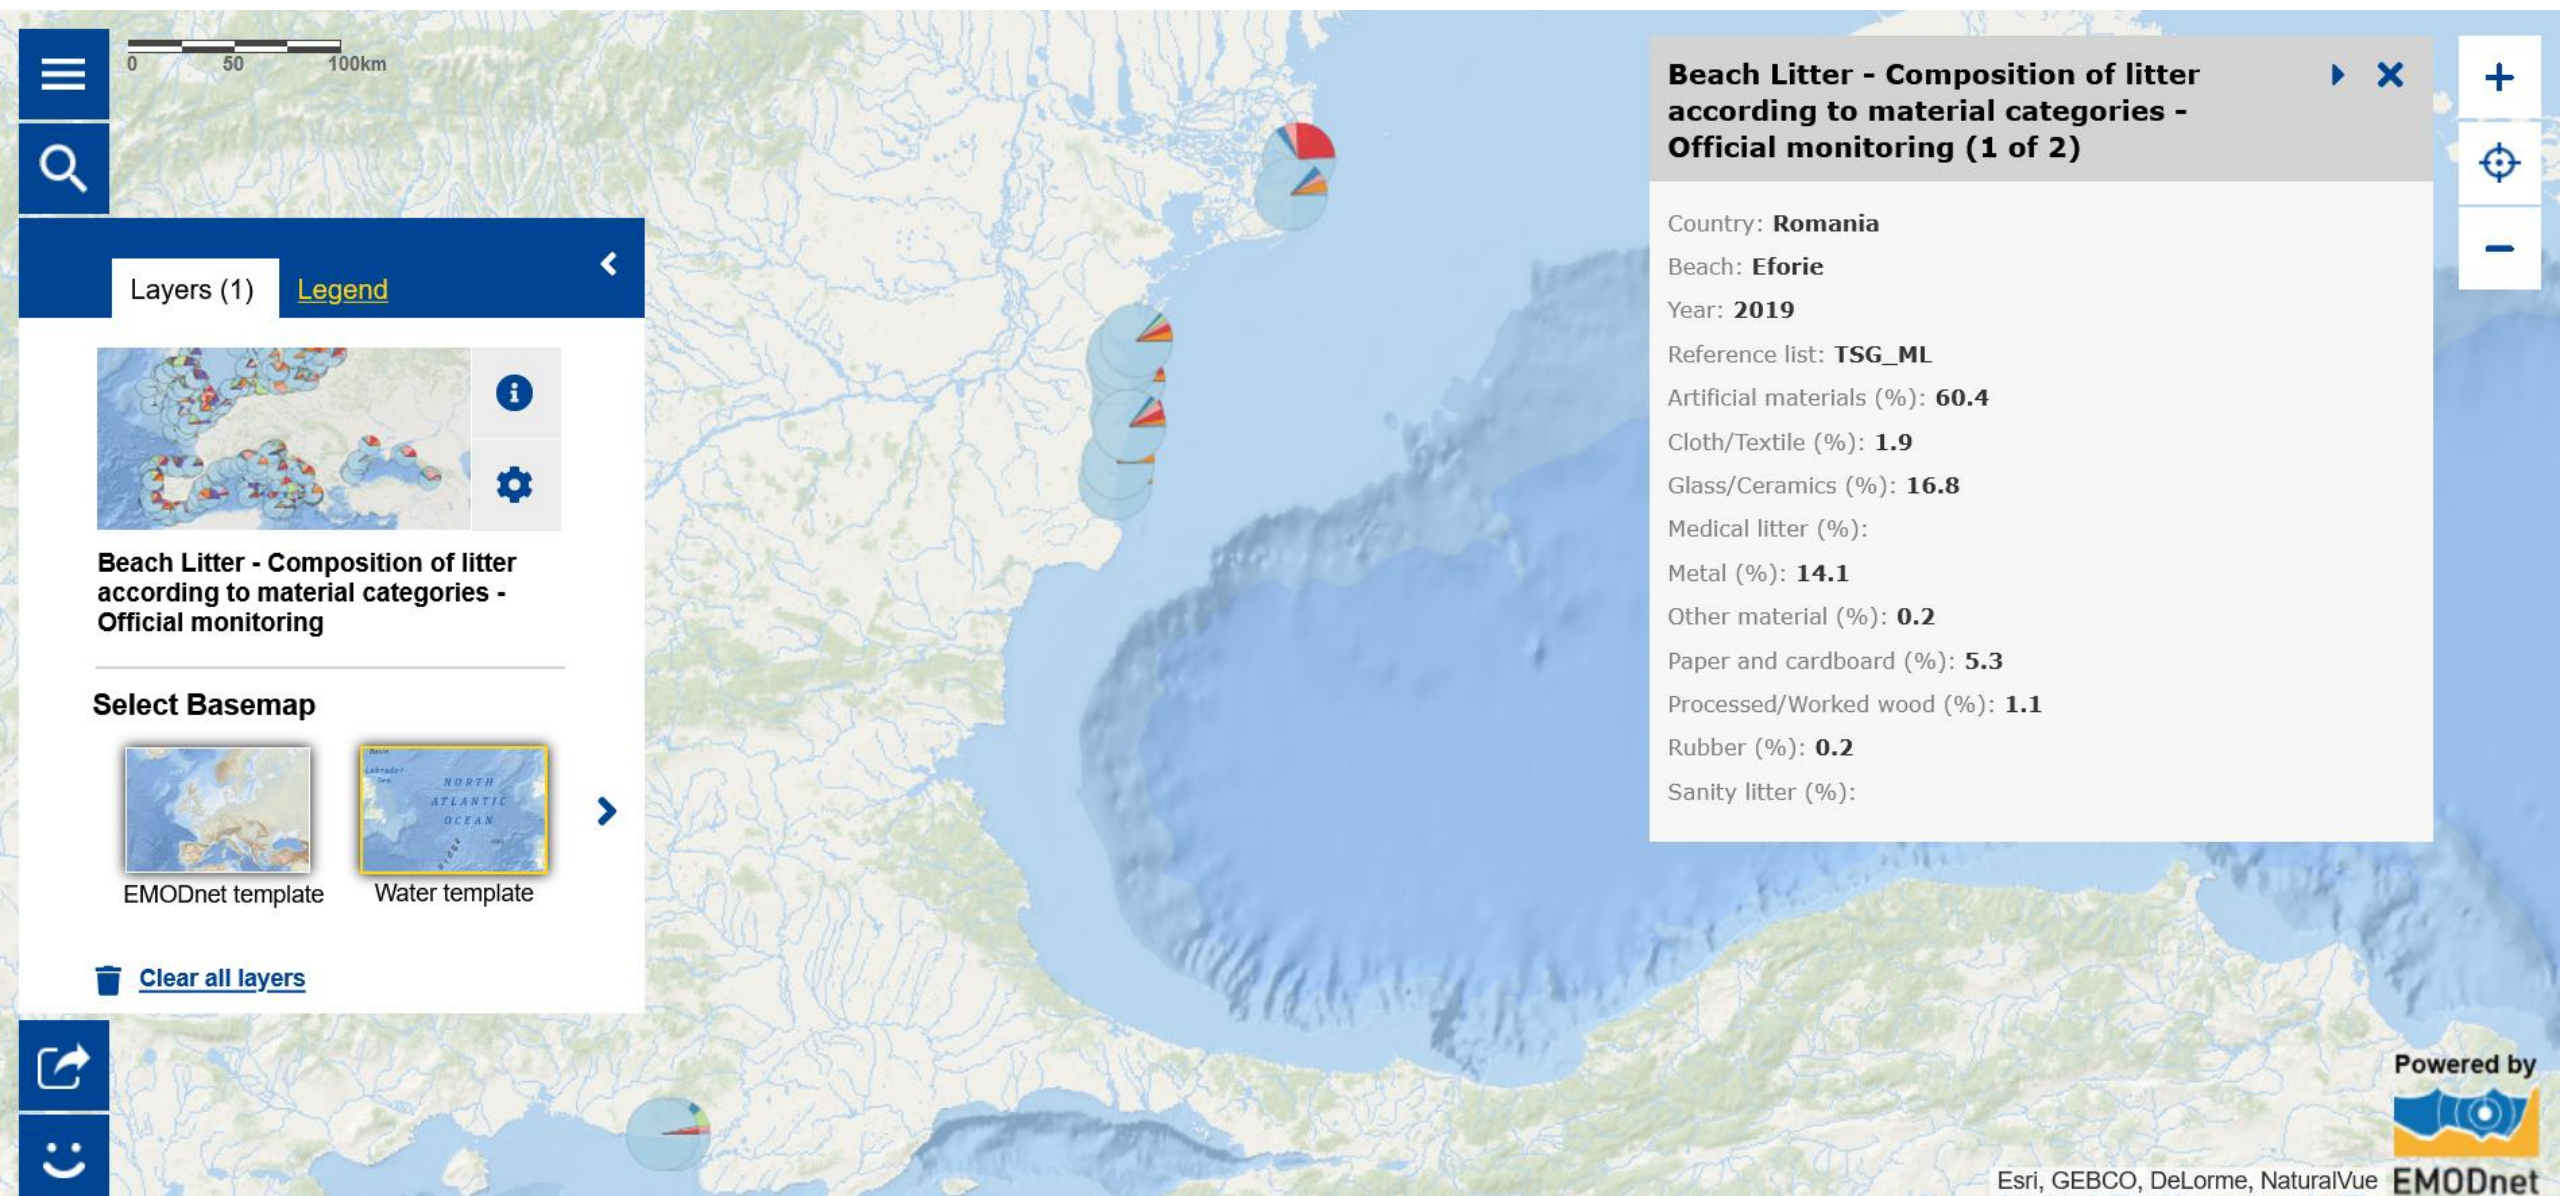 0 50 100km
Layers (1) Legend
Beach Litter - Composition of litter
according to material categories -
Official monitoring
Select Basemap
Basin
Labrador
Sea
NORTH
ATLANTIC
OCEAN
Ridge
EMODnet template
Water template
Clear all layers
Beach Litter - Composition of litter
according to material categories -
Official monitoring (1 of 2)
Country: Romania
Beach: Eforie
Year: 2019
Reference list: TSG_ML
Artificial materials (%): 60.4
Cloth/Textile (%): 1.9
Glass/Ceramics (%): 16.8
Medical litter (%):
Metal (%): 14.1
Other material (%): 0.2
Paper and cardboard (%): 5.3
Processed/Worked wood (%): 1.1
Rubber (%): 0.2
Sanity litter (%):
Powered by
EMODnet
Esri, GEBCO, DeLorme, NaturalVue